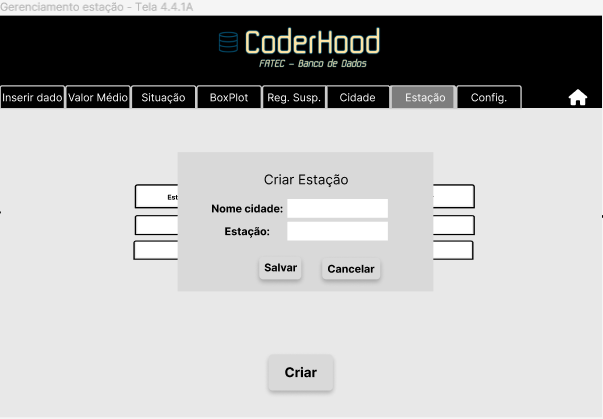 Gerenciamento estação - Tela 4.4.1A
CoderHood
FATEC - Banco de Dados
Inserir dado Valor Médio Situação BoxPlot Reg. Susp. Cidade Estação Config.
Criar Estação
Est
Nome cidade:
Estação:
Salvar Cancelar
Criar